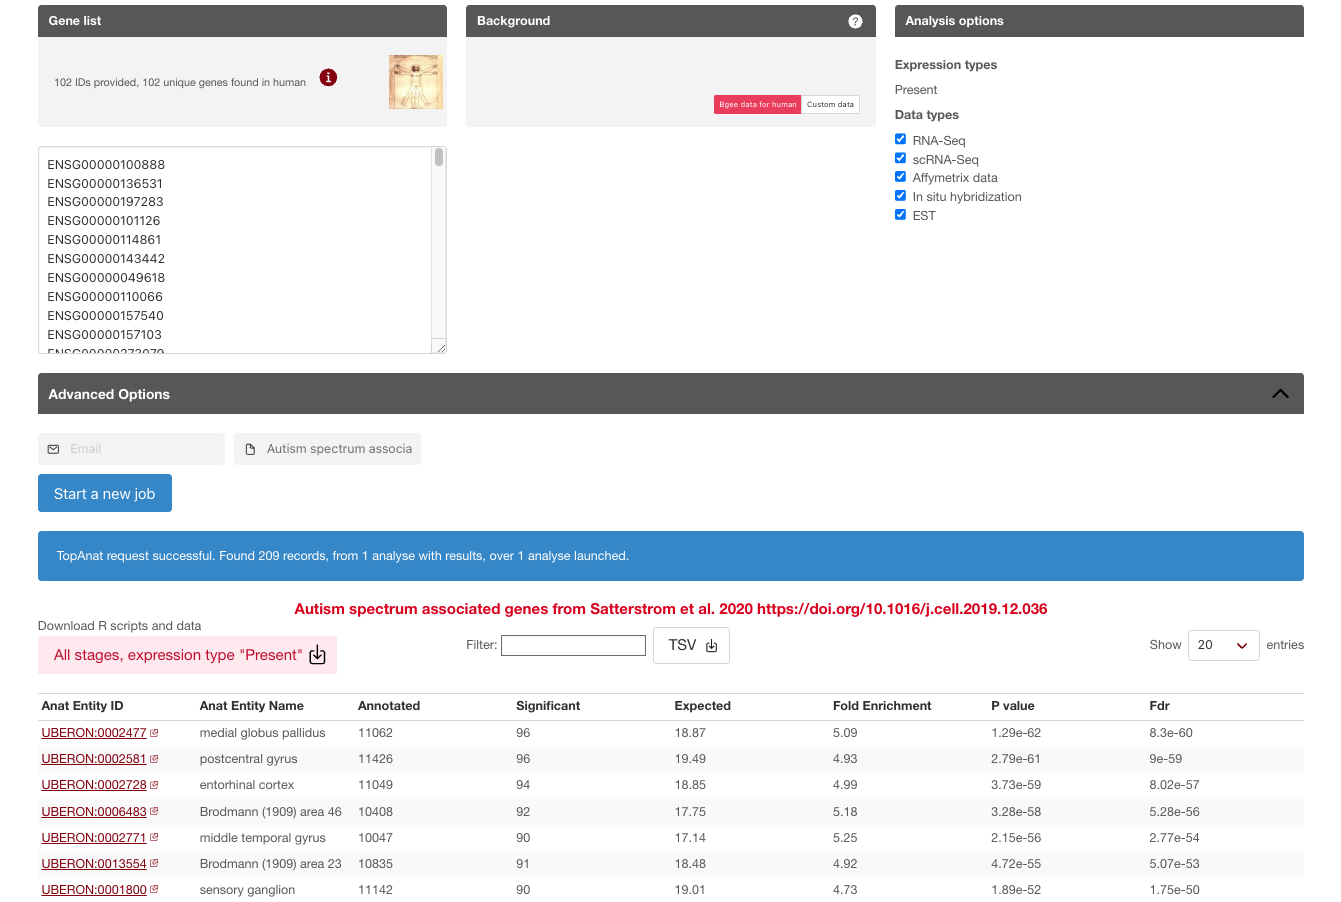 Gene list
102 IDs provided, 102 unique genes found in human
Background
Bgee data for human
Custom data
Analysis options
Expression types
Present
Data types
RNA-Seq
scRNA-Seq
Affymetrix data
In situ hybridization
EST
ENSG00000100888
ENSG00000136531
ENSG00000197283
ENSG00000101126
ENSG00000114861
ENSG00000143442
ENSG00000049618
ENSG00000110066
ENSG00000157540
ENSG00000157103
Advanced Options
Email
Autism spectrum associa
Start a new job
TopAnat request successful. Found 209 records, from 1 analyse with results, over 1 analyse launched.
Autism spectrum associated genes from Satterstrom et al. 2020 https://doi.org/10.1016/j.cell.2019.12.036
Download R scripts and data
All stages, expression type "Present"
Filter:
TSV
Show 20 entries
Anat Entity ID Anat Entity Name Annotated Significant Expected Fold Enrichment P value Fdr
UBERON:0002477 medial globus pallidus 11062 96 18.87 5.09 1.29e-62 8.3e-60
UBERON:0002581 postcentral gyrus 11426 96 19.49 4.93 2.79e-61 9e-59
UBERON:0002728 entorhinal cortex 11049 94 18.85 4.99 3.73e-59 8.02e-57
UBERON:0006483 Brodmann (1909) area 46 10408 92 17.75 5.18 3.28e-58 5.28e-56
UBERON:0002771 middle temporal gyrus 10047 90 17.14 5.25 2.15e-56 2.77e-54
UBERON:0013554 Brodmann (1909) area 23 10835 91 18.48 4.92 4.72e-55 5.07e-53
UBERON:0001800 sensory ganglion 11142 90 19.01 4.73 1.89e-52 1.75e-50